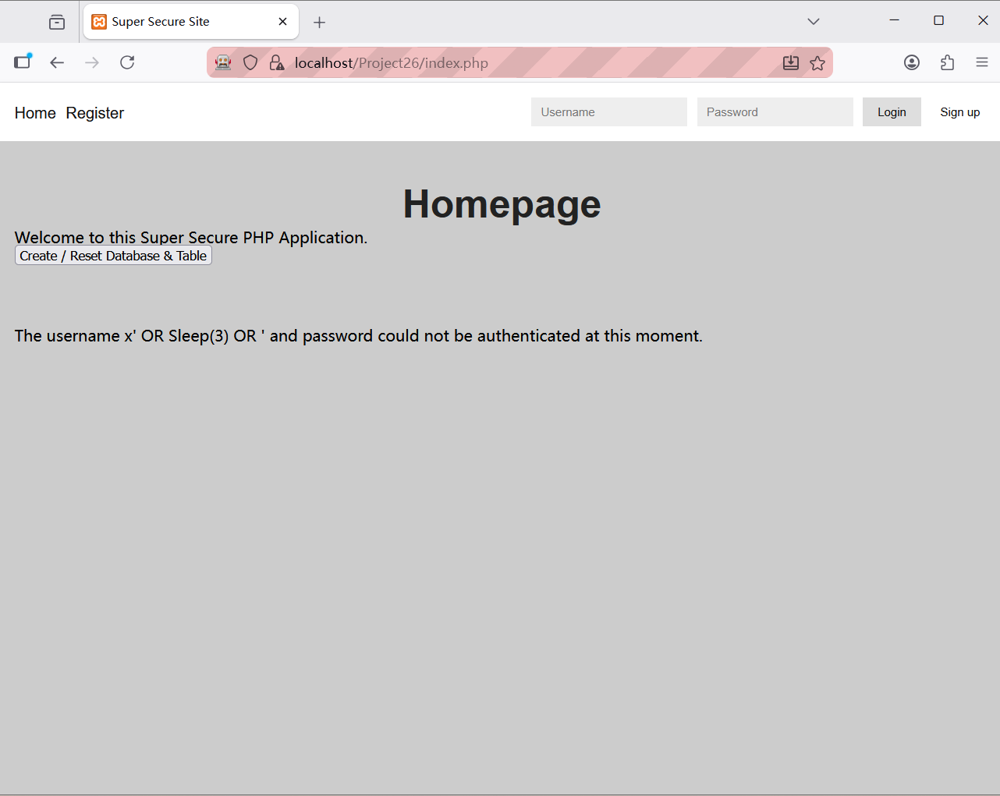 Super Secure Site
localhost/Project26/index.php
Home Register Username Password Login Sign up
Homepage
Welcome to this Super Secure PHP Application.
Create / Reset Database & Table
The username x' OR Sleep(3) OR ' and password could not be authenticated at this moment.